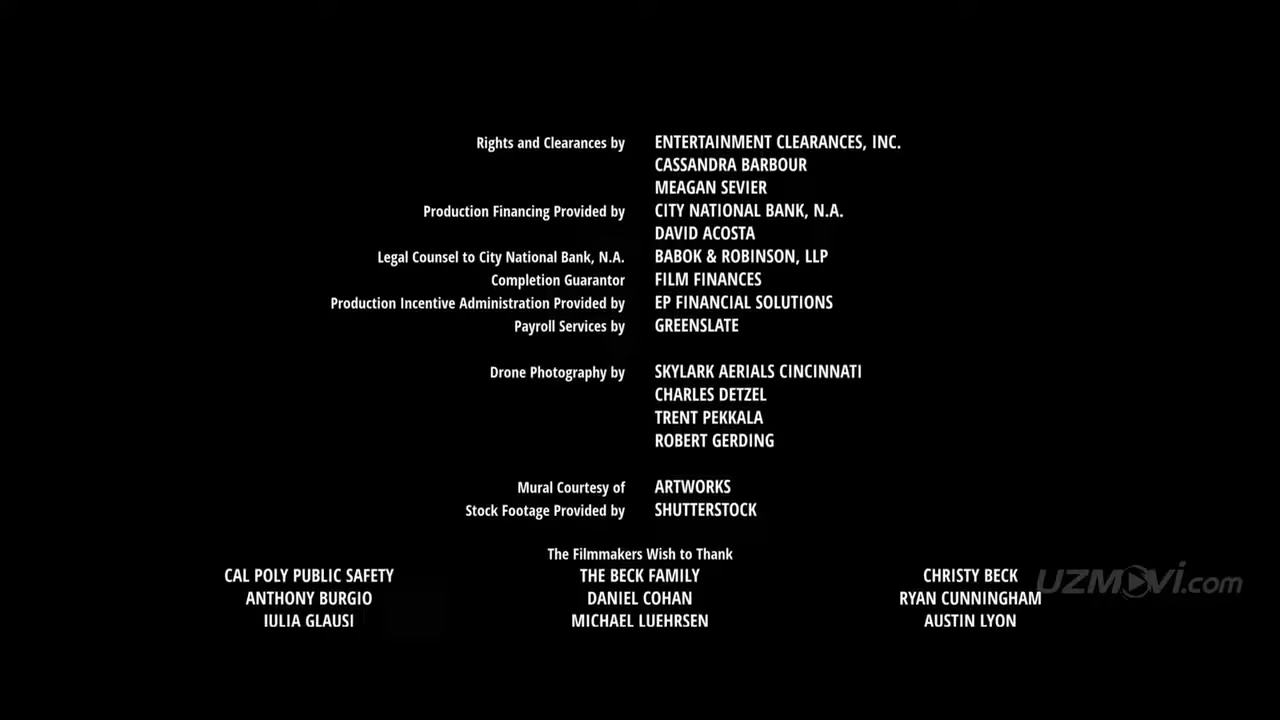 Rights and Clearances by ENTERTAINMENT CLEARANCES, INC.
CASSANDRA BARBOUR
MEAGAN SEVIER
Production Financing Provided by CITY NATIONAL BANK, N.A.
DAVID ACOSTA
Legal Counsel to City National Bank, N.A. BABOK & ROBINSON, LLP
Completion Guarantor FILM FINANCES
Production Incentive Administration Provided by EP FINANCIAL SOLUTIONS
Payroll Services by GREENSLATE
Drone Photography by SKYLARK AERIALS CINCINNATI
CHARLES DETZEL
TRENT PEKKALA
ROBERT GERDING
Mural Courtesy of ARTWORKS
Stock Footage Provided by SHUTTERSTOCK
The Filmmakers Wish to Thank
CAL POLY PUBLIC SAFETY THE BECK FAMILY CHRISTY BECK
ANTHONY BURGIO DANIEL COHAN RYAN CUNNINGHAM
IULIA GLAUSI MICHAEL LUEHRSEN AUSTIN LYON
UZMOVi.com